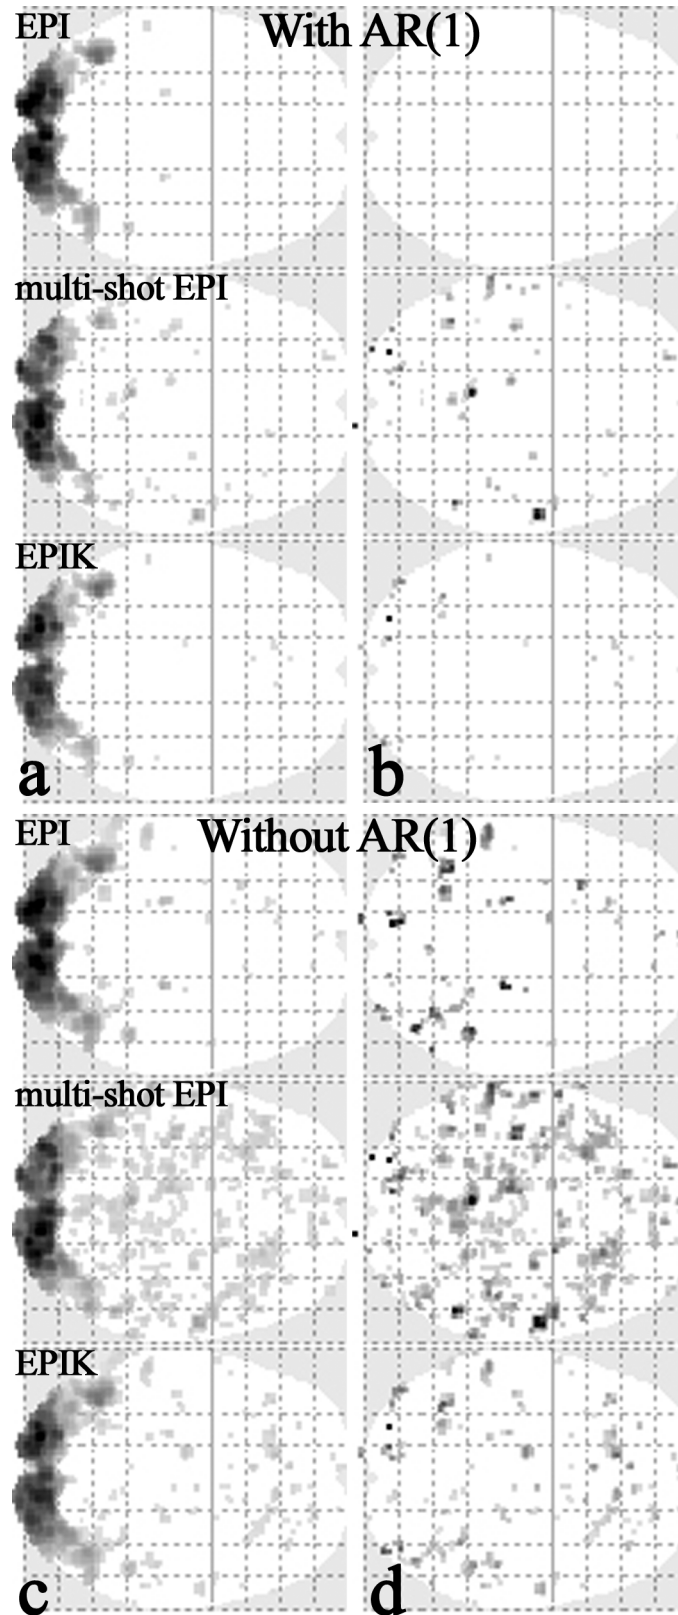 EPI With AR(1)
multi-shot EPI
EPIK
a b
EPI Without AR(1)
multi-shot EPI
EPIK
c d